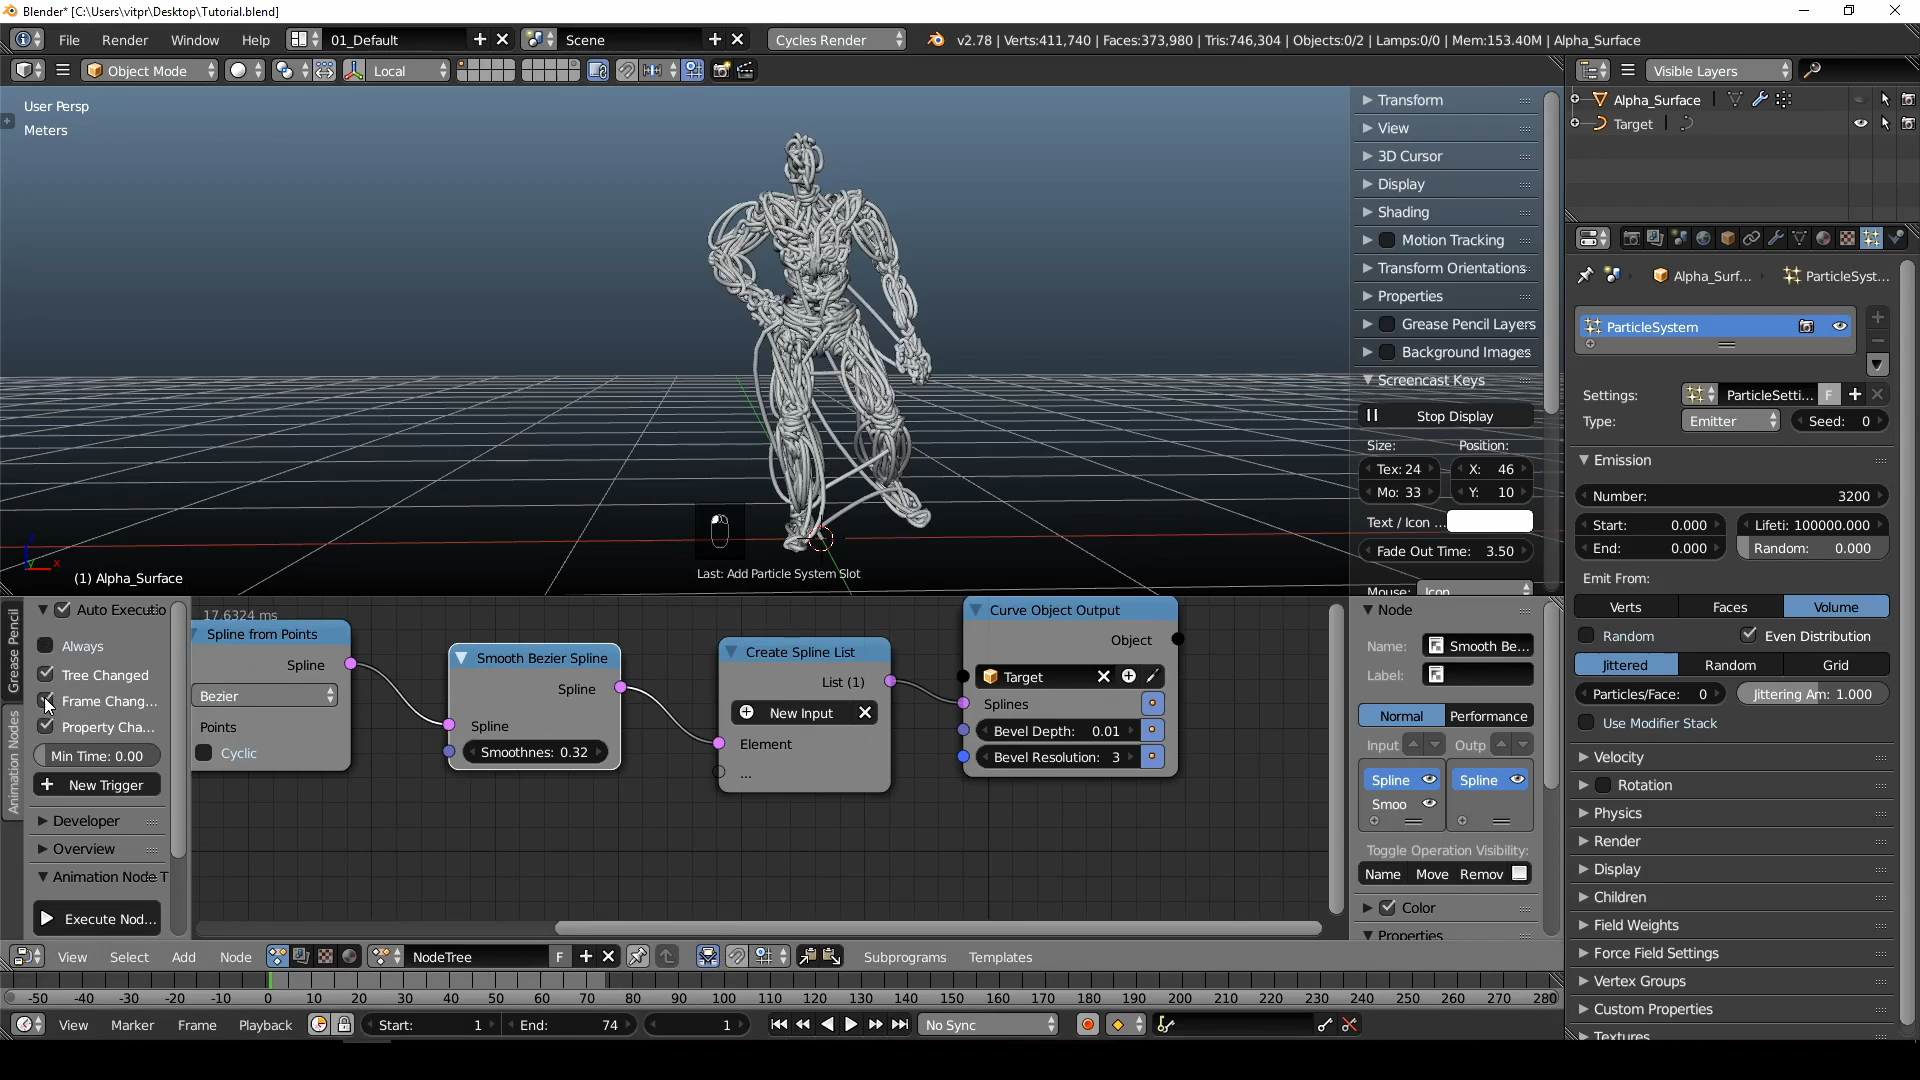 Blender* [C:\Users\vitpr\Desktop\Tutorial.blend]
File Render Window Help 01_Default Scene Cycles Render v2.78 | Verts:411,740 | Faces:373,980 | Tris:746,304 | Objects:0/2 | Lamps:0/0 | Mem:153.40M | Alpha_Surface
Object Mode Local Visible Layers
User Persp
Meters
Alpha_Surface
Target
Transform
View
3D Cursor
Display
Shading
Motion Tracking
Transform Orientations
Properties
Grease Pencil Layers
Background Images
Screencast Keys
Stop Display
Size: Position:
Tex: 24 X: 46
Mo: 33 Y: 10
Text / Icon ...
Fade Out Time: 3.50
Mouse: Icon
Last: Add Particle System Slot
(1) Alpha_Surface
z
x
Alpha_Surf... ParticleSyst...
ParticleSystem
Settings: ParticleSetti... F
Type: Emitter Seed: 0
Emission
Number: 3200
Start: 0.000 Lifeti: 100000.000
End: 0.000 Random: 0.000
Emit From:
Verts Faces Volume
Random Even Distribution
Jittered Random Grid
Particles/Face: 0 Jittering Am: 1.000
Use Modifier Stack
Velocity
Rotation
Physics
Render
Display
Children
Field Weights
Force Field Settings
Vertex Groups
Custom Properties
Textures
Grease Pencil
Animation Nodes
Auto Executio
Always
Tree Changed
Frame Chang...
Property Cha...
Min Time: 0.00
New Trigger
Developer
Overview
Animation Node T
Execute Nod...
17.6324 ms
Spline from Points
Spline
Bezier
Points
Cyclic
Smooth Bezier Spline
Spline
Spline
Smoothnes: 0.32
Create Spline List
List (1)
New Input
Element
...
Curve Object Output
Object
Target
Splines
Bevel Depth: 0.01
Bevel Resolution: 3
Node
Name: Smooth Be...
Label:
Normal Performance
Input Outp
Spline Spline
Smoo
Toggle Operation Visibility:
Name Move Remov
Color
Properties
View Select Add Node NodeTree F Subprograms Templates
-50 -40 -30 -20 -10 0 10 20 30 40 50 60 70 80 90 100 110 120 130 140 150 160 170 180 190 200 210 220 230 240 250 260 270 280
View Marker Frame Playback Start: 1 End: 74 1 No Sync